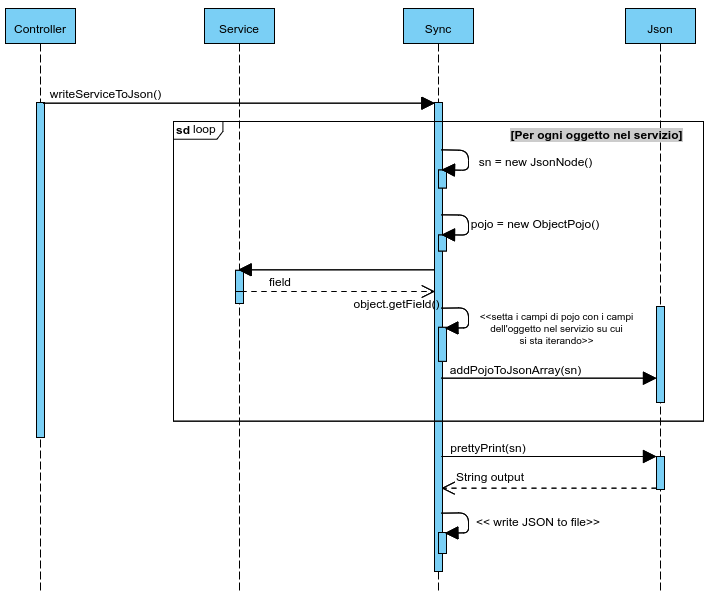 Controller
Service
Sync
Json
writeServiceToJson()
sd loop
[Per ogni oggetto nel servizio]
sn = new JsonNode()
pojo = new ObjectPojo()
field
object.getField()
<<setta i campi di pojo con i campi
dell'oggetto nel servizio su cui
si sta iterando>>
addPojoToJsonArray(sn)
prettyPrint(sn)
String output
<< write JSON to file>>